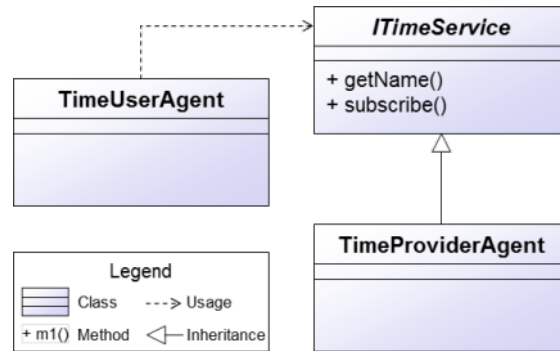 ITimeService
+ getName()
+ subscribe()
TimeUserAgent
TimeProviderAgent
Legend
Class
Usage
+ m1() Method
Inheritance